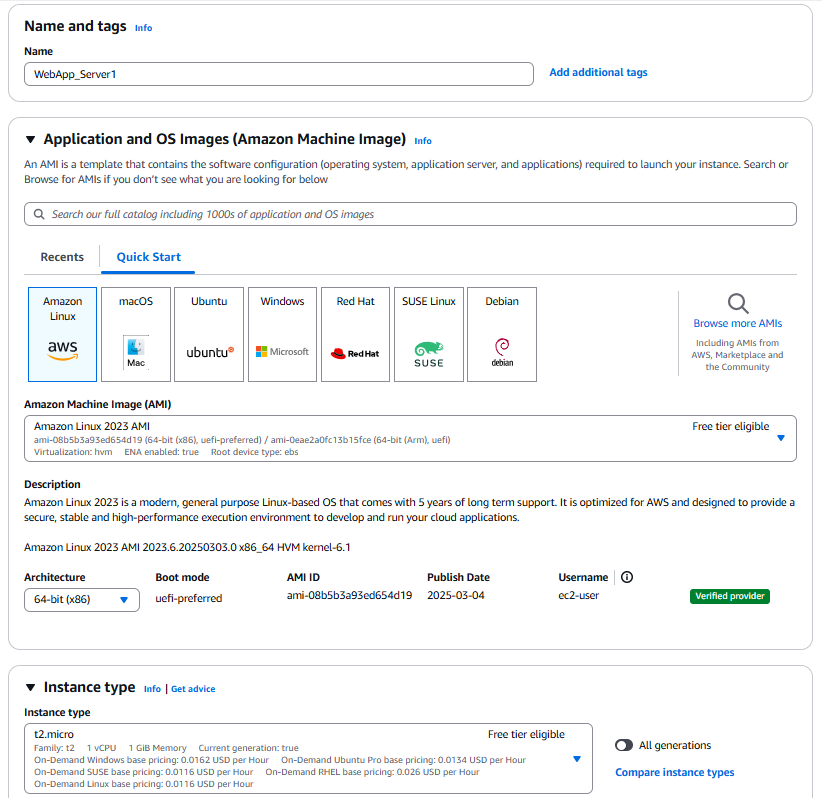 Name and tags Info
Name
WebApp_Server1
Add additional tags
Application and OS Images (Amazon Machine Image) Info
An AMI is a template that contains the software configuration (operating system, application server, and applications) required to launch your instance. Search or
Browse for AMIs if you don't see what you are looking for below
Search our full catalog including 1000s of application and OS images
Recents
Quick Start
Amazon
Linux
aws
macOS
Mac
Ubuntu
ubuntu
Windows
Microsoft
Red Hat
Red Hat
SUSE Linux
SUSE
Debian
debian
Browse more AMIs
Including AMIs from
AWS, Marketplace and
the Community
Amazon Machine Image (AMI)
Amazon Linux 2023 AMI
Free tier eligible
ami-08b5b3a93ed654d19 (64-bit (x86), uefi-preferred) / ami-0eae2a0fc13b15fce (64-bit (Arm), uefi)
Virtualization: hvm ENA enabled: true Root device type: ebs
Description
Amazon Linux 2023 is a modern, general purpose Linux-based OS that comes with 5 years of long term support. It is optimized for AWS and designed to provide a
secure, stable and high-performance execution environment to develop and run your cloud applications.
Amazon Linux 2023 AMI 2023.6.20250303.0 x86_64 HVM kernel-6.1
Architecture
64-bit (x86)
Boot mode
uefi-preferred
AMI ID
ami-08b5b3a93ed654d19
Publish Date
2025-03-04
Username
ec2-user
Verified provider
Instance type Info | Get advice
Instance type
t2.micro
Free tier eligible
Family: t2 1 vCPU 1 GiB Memory Current generation: true
On-Demand Windows base pricing: 0.0162 USD per Hour On-Demand Ubuntu Pro base pricing: 0.0134 USD per Hour
On-Demand SUSE base pricing: 0.0116 USD per Hour On-Demand RHEL base pricing: 0.026 USD per Hour
On-Demand Linux base pricing: 0.0116 USD per Hour
All generations
Compare instance types